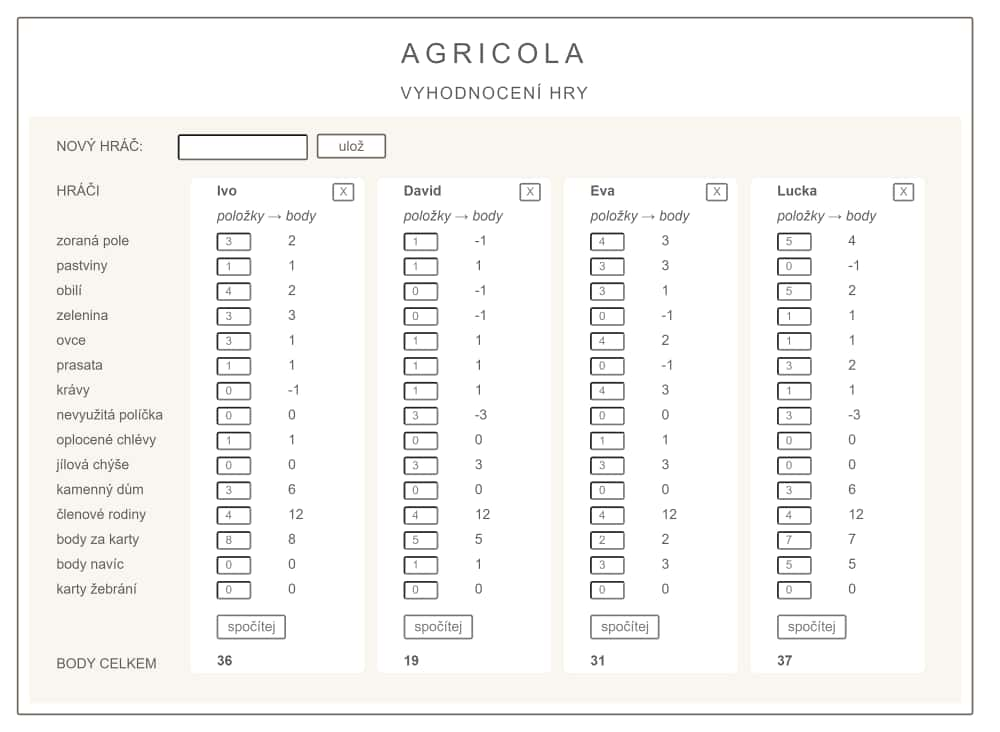 AGRICOLA
VYHODNOCENÍ HRY
NOVÝ HRÁČ: ulož
HRÁČI Ivo X David X Eva X Lucka X
položky → body položky → body položky → body položky → body
zoraná pole 3 2 1 -1 4 3 5 4
pastviny 1 1 1 1 3 3 0 -1
obilí 4 2 0 -1 3 1 5 2
zelenina 3 3 0 -1 0 -1 1 1
ovce 3 1 1 1 4 2 1 1
prasata 1 1 1 1 0 -1 3 2
krávy 0 -1 1 1 4 3 1 1
nevyužitá políčka 0 0 3 -3 0 0 3 -3
oplocené chlévy 1 1 0 0 1 1 0 0
jílová chýše 0 0 3 3 3 3 0 0
kamenný dům 3 6 0 0 0 0 3 6
členové rodiny 4 12 4 12 4 12 4 12
body za karty 8 8 5 5 2 2 7 7
body navíc 0 0 1 1 3 3 5 5
karty žebrání 0 0 0 0 0 0 0 0
spočítej spočítej spočítej spočítej
BODY CELKEM 36 19 31 37